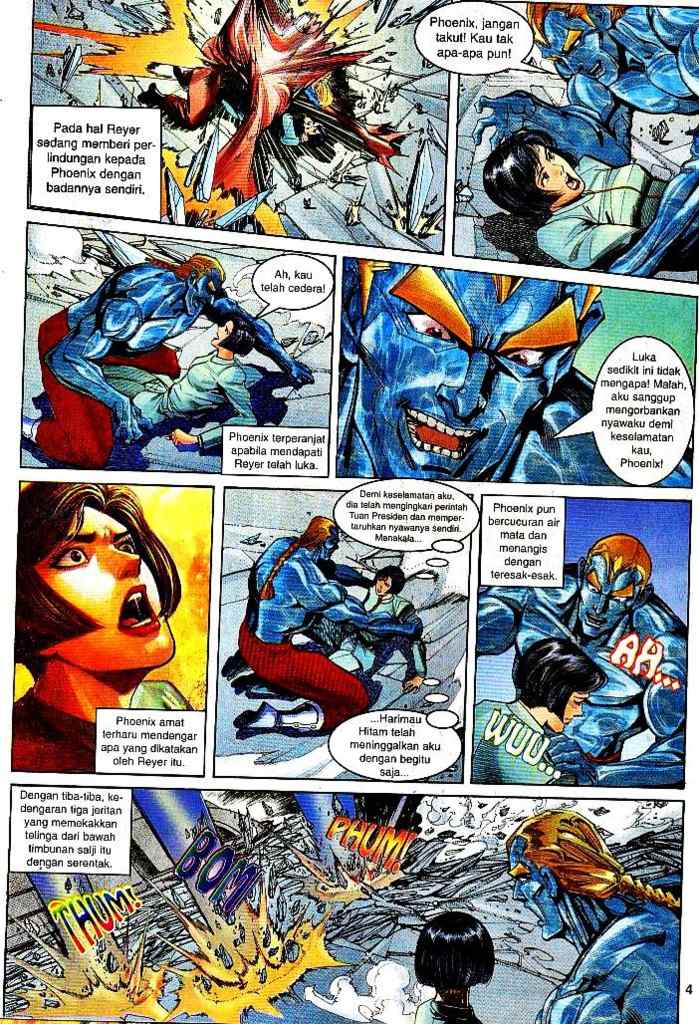 Pada hal Reyer
sedang memberi per-
lindungan kepada
Phoenix dengan
badannya sendiri.
Phoenix, jangan
takut! Kau tak
apa-apa pun!
Ah, kau
telah cedera!
Phoenix terperanjat
apabila mendapati
Reyer telah luka.
Luka
sedikit ini tidak
mengapa! Malah,
aku sanggup
mengorbankan
nyawaku demi
keselamatan
kau,
Phoenix!
Phoenix amat
terharu mendengar
apa yang dikatakan
oleh Reyer itu.
Demi keselamatan aku,
dia telah mengingkari perintah
Tuan Presiden dan memper-
taruhkan nyawanya sendiri.
Manakala...
...Harimau
Hitam telah
meninggalkan aku
dengan begitu
saja...
Phoenix pun
bercucuran air
mata dan
menangis
dengan
teresak-esak.
AH...
WUU...
Dengan tiba-tiba, ke-
dengaran tiga jeritan
yang memekakkan
telinga dari bawah
timbunan salji itu
dengan serentak.
THUM!
BOM!
PHUM!
4